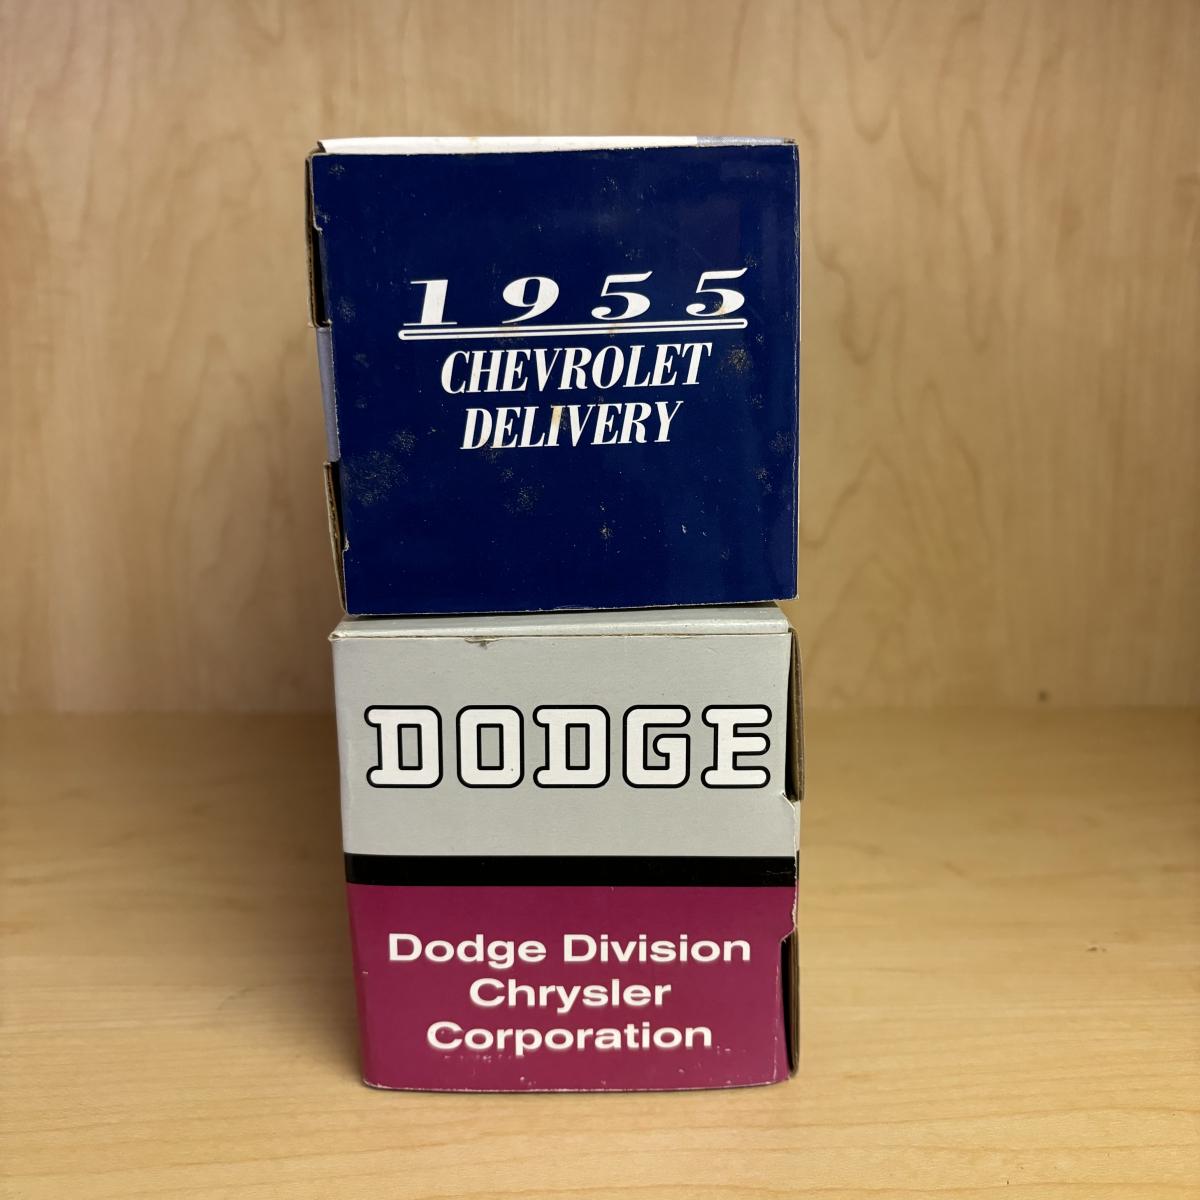 1955
CHEVROLET
DELIVERY
DODGE
Dodge Division
Chrysler
Corporation